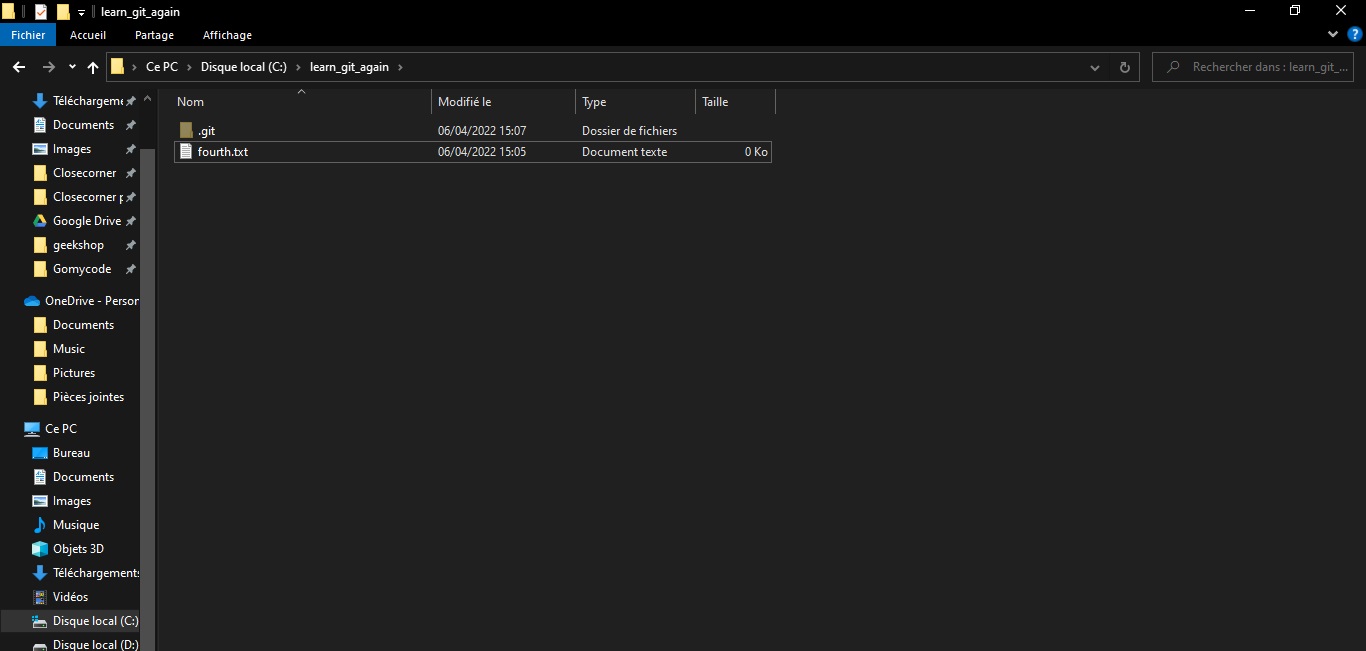 learn_git_again
Fichier Accueil Partage Affichage
Ce PC Disque local (C:) learn_git_again Rechercher dans : learn_git_...
Nom Modifié le Type Taille
.git 06/04/2022 15:07 Dossier de fichiers
fourth.txt 06/04/2022 15:05 Document texte 0 Ko
Téléchargeme
Documents
Images
Closecorner
Closecorner p
Google Drive
geekshop
Gomycode
OneDrive - Person
Documents
Music
Pictures
Pièces jointes
Ce PC
Bureau
Documents
Images
Musique
Objets 3D
Téléchargements
Vidéos
Disque local (C:)
Disque local (D:)